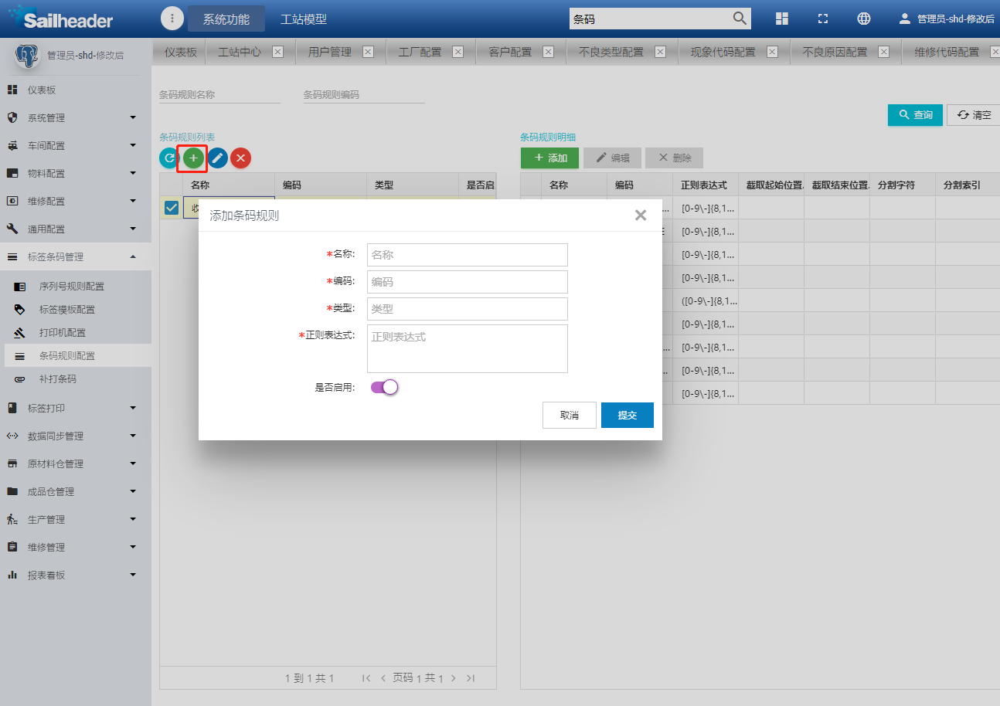 Sailheader
系统功能
工站模型
条码
管理员-shd-修改后
管理员-shd-修改后
仪表板
工站中心
用户管理
工厂配置
客户配置
不良类型配置
现象代码配置
不良原因配置
维修代码配置
仪表板
系统管理
车间配置
物料配置
维修配置
通用配置
标签条码管理
序列号规则配置
标签模板配置
打印机配置
条码规则配置
补打条码
标签打印
数据同步管理
原材料仓管理
成品仓管理
生产管理
维修管理
报表看板
条码规则名称
条码规则编码
查询
清空
条码规则列表
名称
编码
类型
是否启
收
1 到 1 共 1
页码 1 共 1
条码规则明细
添加
编辑
删除
名称
编码
正则表达式
截取起始位置.
截取结束位置.
分割字符
分割索引
... [0-9\-]{8,1...
E [0-9\-]{8,1...
[0-9\-]{8,1...
[0-9\-]{8,1...
([0-9\-]{8,1...
[0-9\-]{8,1...
... [0-9\-]{8,1...
... [0-9\-]{8,1...
[0-9\-]{8,1...
添加条码规则
*名称:
名称
*编码:
编码
*类型:
类型
*正则表达式:
正则表达式
是否启用:
取消
提交